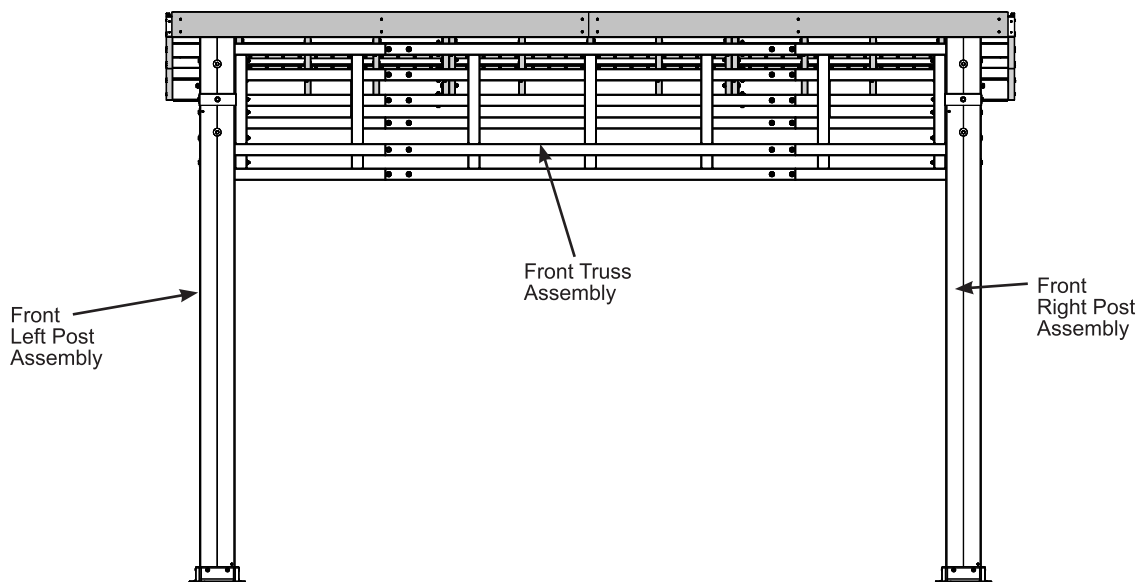 Front Truss
Assembly
Front
Left Post
Assembly
Front
Right Post
Assembly